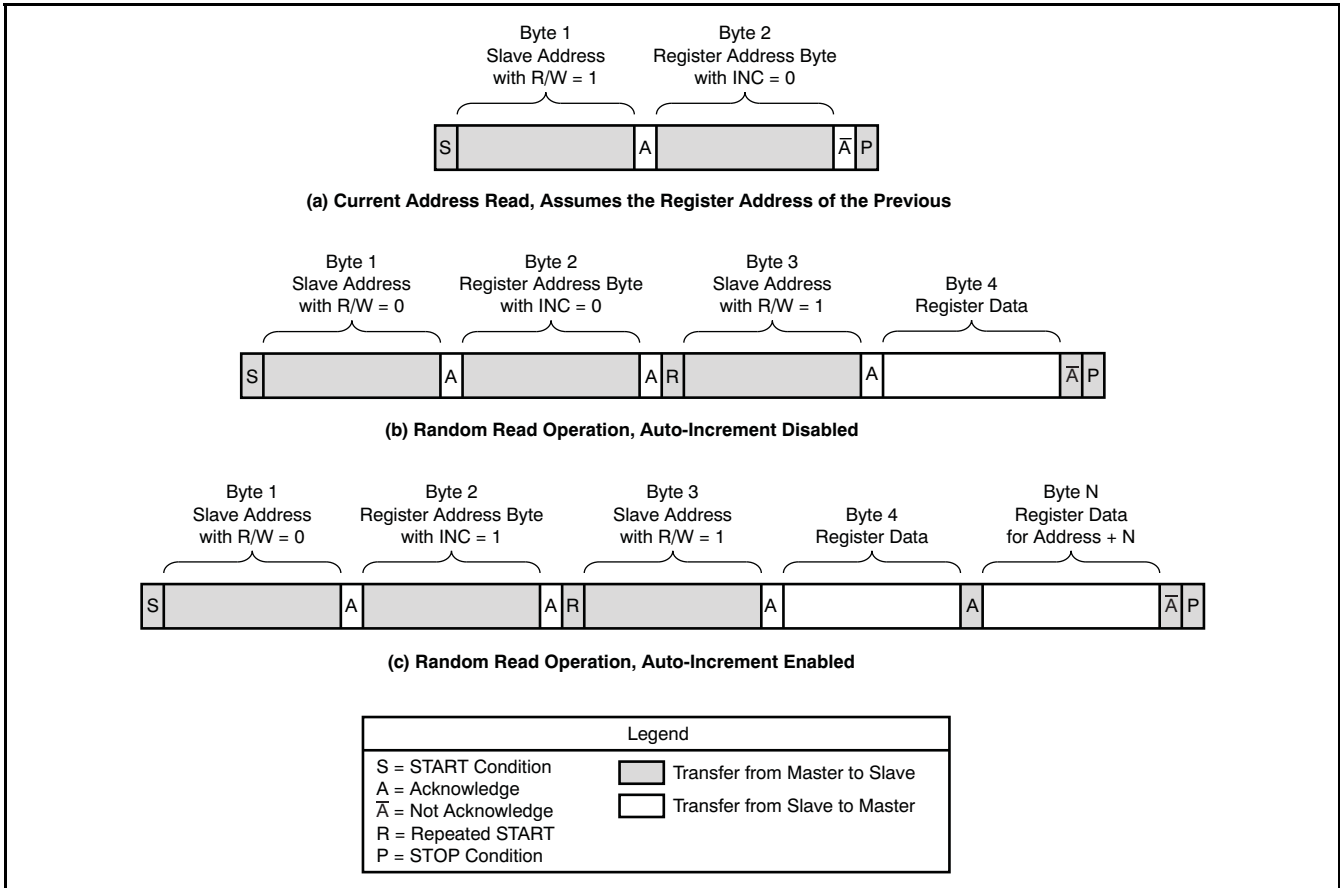 Byte 1
Slave Address
with R/W = 1
Byte 2
Register Address Byte
with INC = 0
S
A
A̅
P
(a) Current Address Read, Assumes the Register Address of the Previous
Byte 1
Slave Address
with R/W = 0
Byte 2
Register Address Byte
with INC = 0
Byte 3
Slave Address
with R/W = 1
Byte 4
Register Data
S
A
A
R
A
A̅
P
(b) Random Read Operation, Auto-Increment Disabled
Byte 1
Slave Address
with R/W = 0
Byte 2
Register Address Byte
with INC = 1
Byte 3
Slave Address
with R/W = 1
Byte 4
Register Data
Byte N
Register Data
for Address + N
S
A
A
R
A
A
A̅
P
(c) Random Read Operation, Auto-Increment Enabled
Legend
S = START Condition
A = Acknowledge
A̅ = Not Acknowledge
R = Repeated START
P = STOP Condition
Transfer from Master to Slave
Transfer from Slave to Master